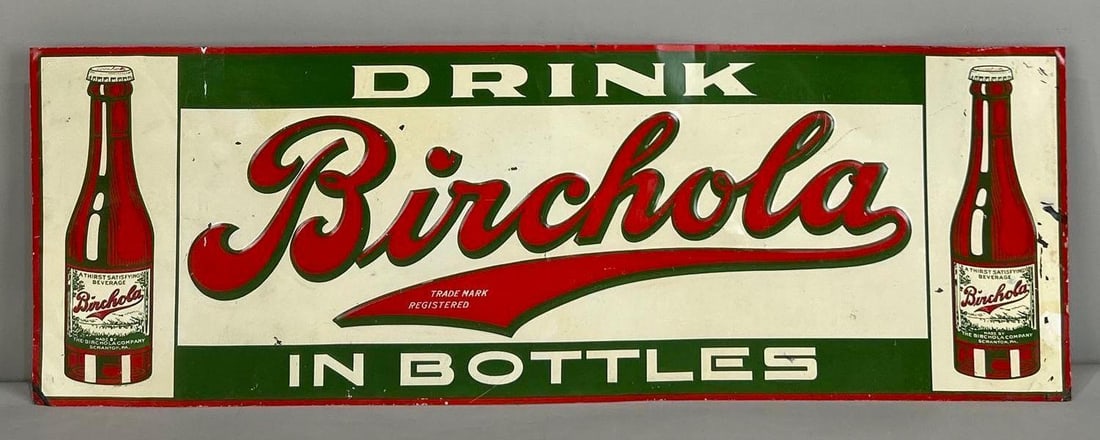 DRINK
Birchola
TRADE MARK
REGISTERED
IN BOTTLES
A THIRST SATISFYING
BEVERAGE
Birchola
MADE BY
THE BIRCHOLA COMPANY
SCRANTON, PA.
A THIRST SATISFYING
BEVERAGE
Birchola
MADE BY
THE BIRCHOLA COMPANY
SCRANTON, PA.